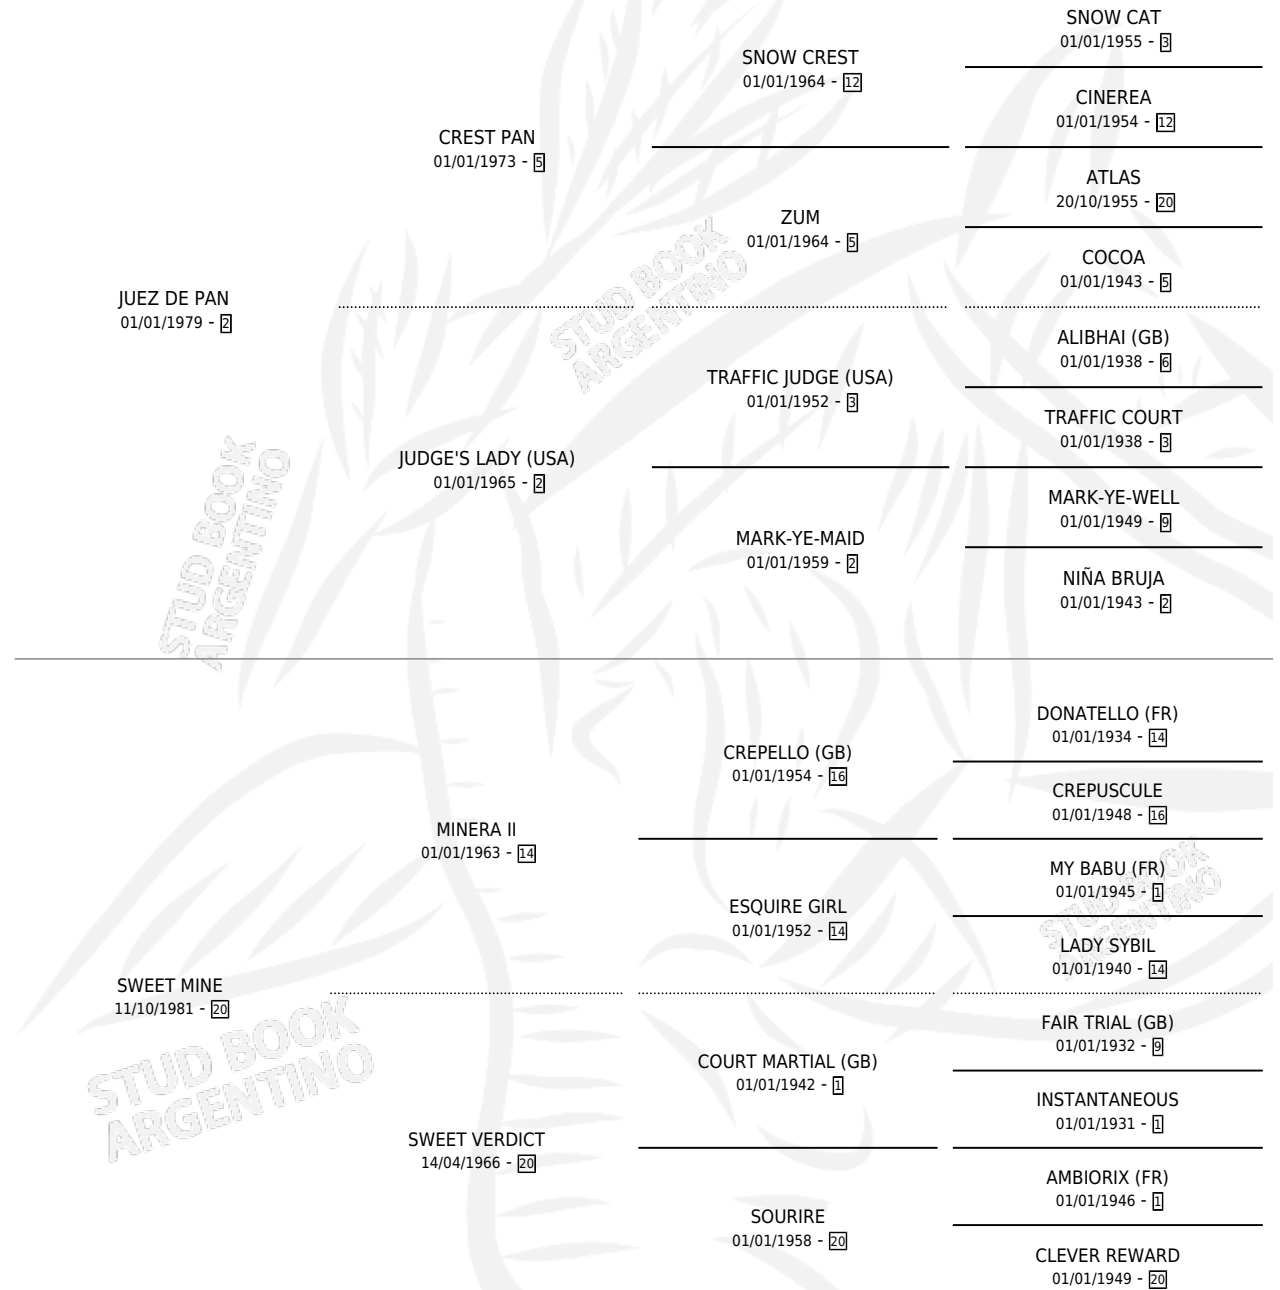 SNOW CAT
01/01/1955 - 3
SNOW CREST
01/01/1964 - 12
CINEREA
01/01/1954 - 12
CREST PAN
01/01/1973 - 5
ATLAS
20/10/1955 - 20
ZUM
01/01/1964 - 5
COCOA
01/01/1943 - 5
JUEZ DE PAN
01/01/1979 - 2
ALIBHAI (GB)
01/01/1938 - 6
TRAFFIC JUDGE (USA)
01/01/1952 - 3
TRAFFIC COURT
01/01/1938 - 3
JUDGE'S LADY (USA)
01/01/1965 - 2
MARK-YE-WELL
01/01/1949 - 9
MARK-YE-MAID
01/01/1959 - 2
NIÑA BRUJA
01/01/1943 - 2
DONATELLO (FR)
01/01/1934 - 14
CREPELLO (GB)
01/01/1954 - 16
CREPUSCULE
01/01/1948 - 16
MINERA II
01/01/1963 - 14
MY BABU (FR)
01/01/1945 - 1
ESQUIRE GIRL
01/01/1952 - 14
LADY SYBIL
01/01/1940 - 14
SWEET MINE
11/10/1981 - 20
FAIR TRIAL (GB)
01/01/1932 - 9
COURT MARTIAL (GB)
01/01/1942 - 1
INSTANTANEOUS
01/01/1931 - 1
SWEET VERDICT
14/04/1966 - 20
AMBIORIX (FR)
01/01/1946 - 1
SOURIRE
01/01/1958 - 20
CLEVER REWARD
01/01/1949 - 20
STUD BOOK
ARGENTINO
STUD BOOK
ARGENTINO
STUD BOOK
ARGENTINO
STUD BOOK
ARGENTINO